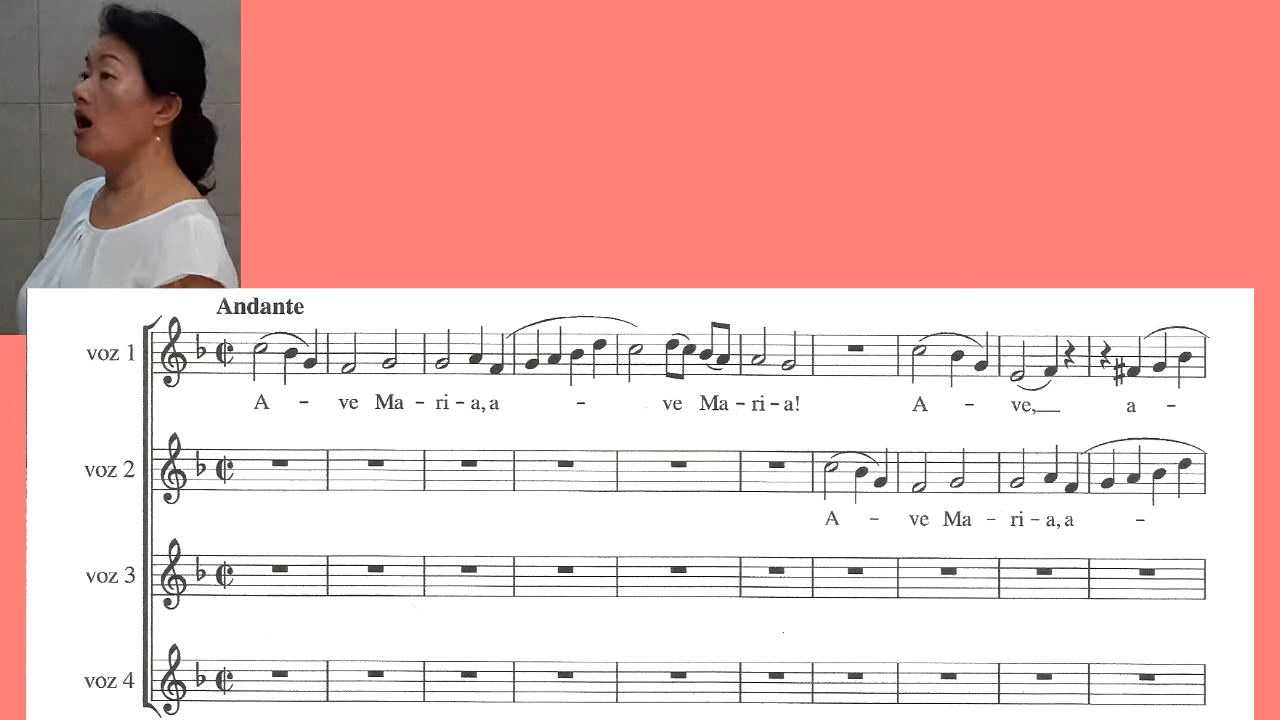 Andante
voz 1
A – ve Ma – ri – a, a – ve Ma – ri – a! A – ve, a –
voz 2
A – ve Ma – ri – a, a –
voz 3
voz 4